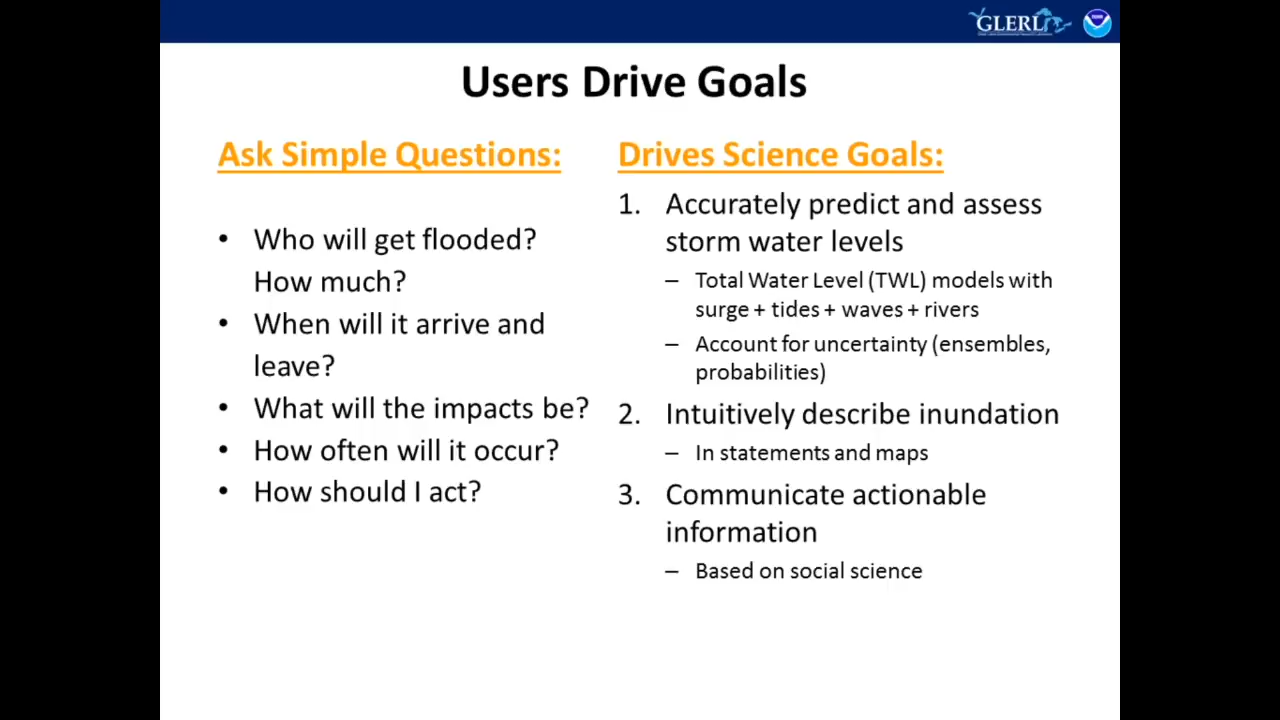 GLERL
Users Drive Goals
Ask Simple Questions:
• Who will get flooded?
How much?
• When will it arrive and
leave?
• What will the impacts be?
• How often will it occur?
• How should I act?
Drives Science Goals:
1. Accurately predict and assess
storm water levels
– Total Water Level (TWL) models with
surge + tides + waves + rivers
– Account for uncertainty (ensembles,
probabilities)
2. Intuitively describe inundation
– In statements and maps
3. Communicate actionable
information
– Based on social science